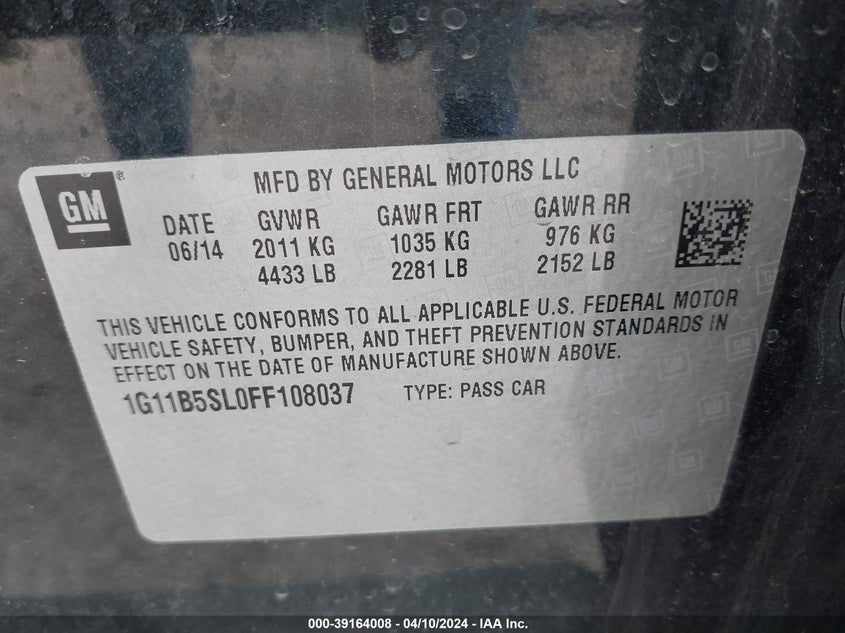 GM ®
MFD BY GENERAL MOTORS LLC
DATE GVWR GAWR FRT GAWR RR
06/14 2011 KG 1035 KG 976 KG
4433 LB 2281 LB 2152 LB
THIS VEHICLE CONFORMS TO ALL APPLICABLE U.S. FEDERAL MOTOR
VEHICLE SAFETY, BUMPER, AND THEFT PREVENTION STANDARDS IN
EFFECT ON THE DATE OF MANUFACTURE SHOWN ABOVE.
1G11B5SL0FF108037 TYPE: PASS CAR
000-39164008 - 04/10/2024 - IAA Inc.